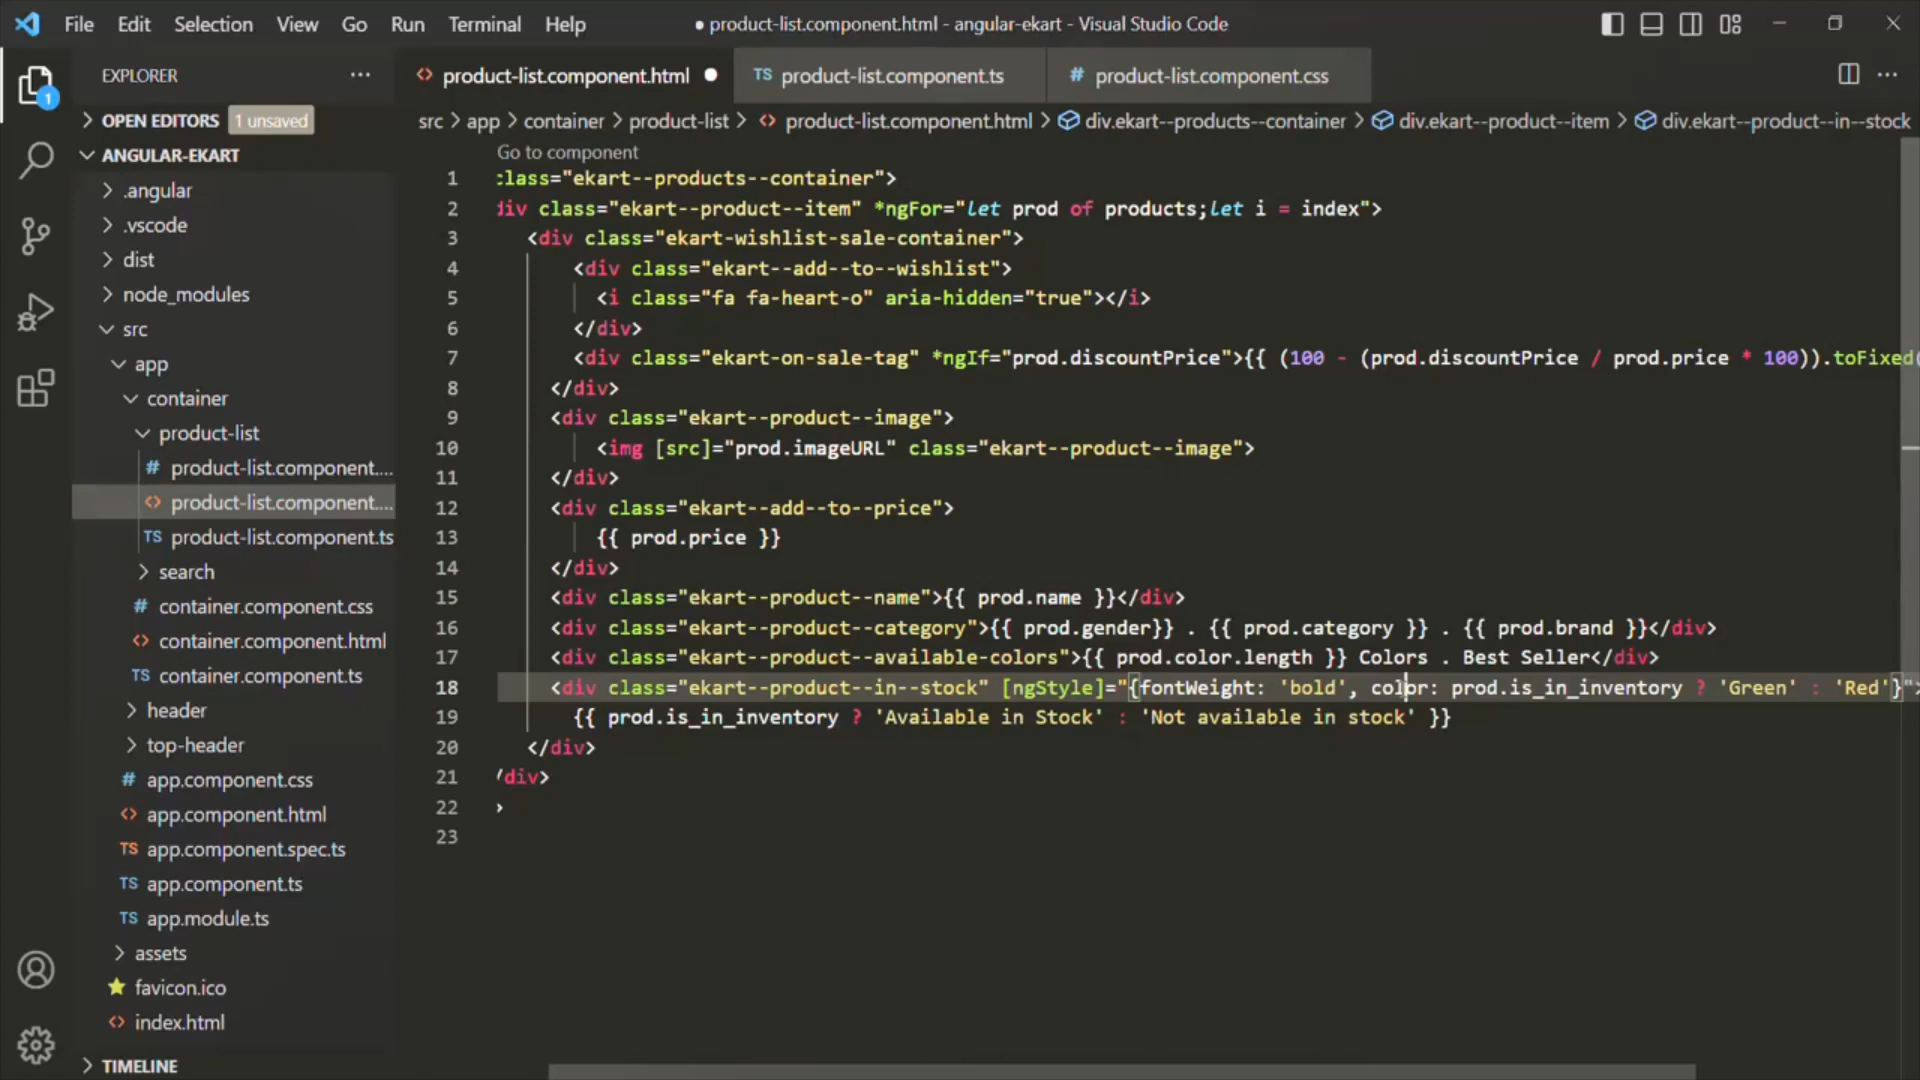 File Edit Selection View Go Run Terminal Help
● product-list.component.html - angular-ekart - Visual Studio Code
EXPLORER
1
OPEN EDITORS 1 unsaved
ANGULAR-EKART
.angular
.vscode
dist
node_modules
src
app
container
product-list
# product-list.component....
<> product-list.component....
TS product-list.component.ts
search
# container.component.css
<> container.component.html
TS container.component.ts
header
top-header
# app.component.css
<> app.component.html
TS app.component.spec.ts
TS app.component.ts
TS app.module.ts
assets
favicon.ico
<> index.html
TIMELINE
<> product-list.component.html ● TS product-list.component.ts # product-list.component.css
src > app > container > product-list > <> product-list.component.html > div.ekart--products--container > div.ekart--product--item > div.ekart--product--in--stock
Go to component
1 class="ekart--products--container">
2 div class="ekart--product--item" *ngFor="let prod of products;let i = index">
3 <div class="ekart-wishlist-sale-container">
4 <div class="ekart--add--to--wishlist">
5 <i class="fa fa-heart-o" aria-hidden="true"></i>
6 </div>
7 <div class="ekart-on-sale-tag" *ngIf="prod.discountPrice">{{ (100 - (prod.discountPrice / prod.price * 100)).toFixed(
8 </div>
9 <div class="ekart--product--image">
10 <img [src]="prod.imageURL" class="ekart--product--image">
11 </div>
12 <div class="ekart--add--to--price">
13 {{ prod.price }}
14 </div>
15 <div class="ekart--product--name">{{ prod.name }}</div>
16 <div class="ekart--product--category">{{ prod.gender}} . {{ prod.category }} . {{ prod.brand }}</div>
17 <div class="ekart--product--available-colors">{{ prod.color.length }} Colors . Best Seller</div>
18 <div class="ekart--product--in--stock" [ngStyle]="{fontWeight: 'bold', color: prod.is_in_inventory ? 'Green' : 'Red'}">
19 {{ prod.is_in_inventory ? 'Available in Stock' : 'Not available in stock' }}
20 </div>
21 /div>
22 >
23